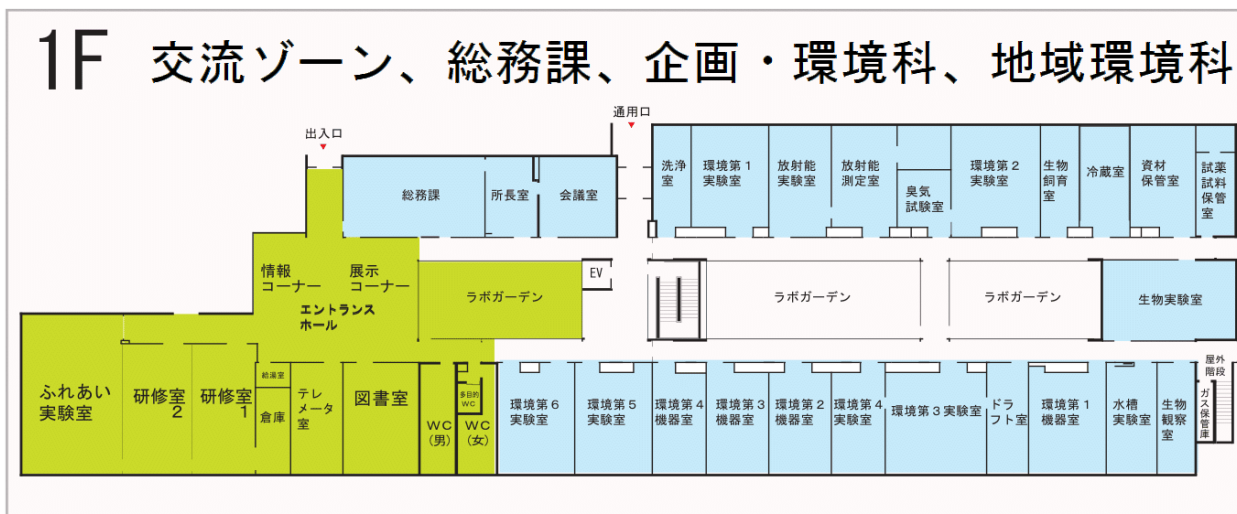 1F 交流ゾーン、総務課、企画・環境科、地域環境科
出入口
通用口
総務課
所長室
会議室
洗浄
室
環境第1
実験室
放射能
実験室
放射能
測定室
臭気
試験室
環境第2
実験室
生物
飼育
室
冷蔵室
資材
保管室
試薬
試料
保管
室
情報
コーナー
展示
コーナー
エントランス
ホール
ラボガーデン
EV
ラボガーデン
ラボガーデン
生物実験室
ふれあい
実験室
研修室
2
研修室
1
給湯室
倉庫
テレ
メータ
室
図書室
WC
(男)
多目的
WC
WC
(女)
環境第6
実験室
環境第5
実験室
環境第4
機器室
環境第3
機器室
環境第2
機器室
環境第4
実験室
環境第3実験室
ドラ
フト室
環境第1
機器室
水槽
実験室
生物
観察
室
屋外
階段
ガス保管庫